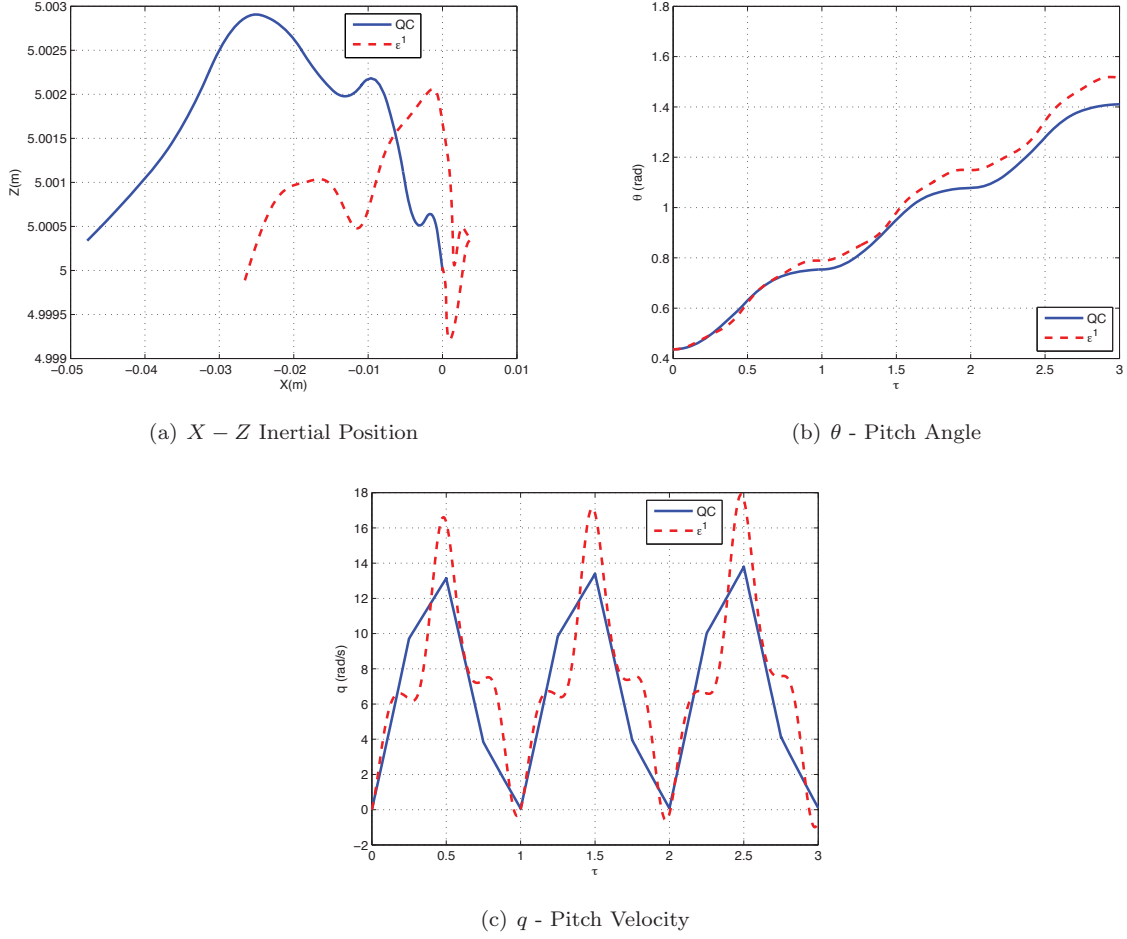 5.003
5.0025
5.002
5.0015
5.001
5.0005
5
4.9995
4.999
Z(m)
QC
ε¹
−0.05 −0.04 −0.03 −0.02 −0.01 0 0.01
X(m)
(a) X − Z Inertial Position
1.8
1.6
1.4
1.2
1
0.8
0.6
0.4
θ (rad)
QC
ε¹
0 0.5 1 1.5 2 2.5 3
τ
(b) θ - Pitch Angle
18
16
14
12
10
8
6
4
2
0
−2
q (rad/s)
QC
ε¹
0 0.5 1 1.5 2 2.5 3
τ
(c) q - Pitch Velocity